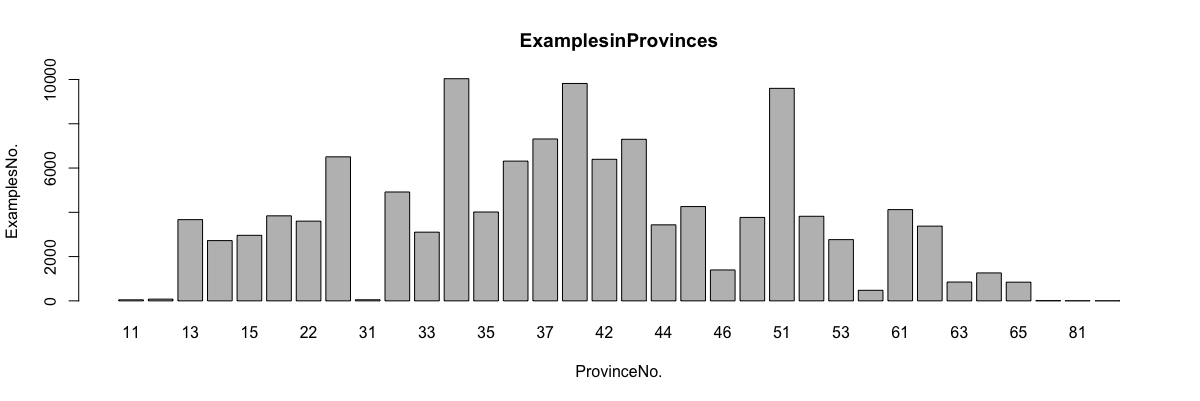 ExamplesinProvinces
ExamplesNo.
10000
6000
2000
0
11 13 15 22 31 33 35 37 42 44 46 51 53 61 63 65 81
ProvinceNo.